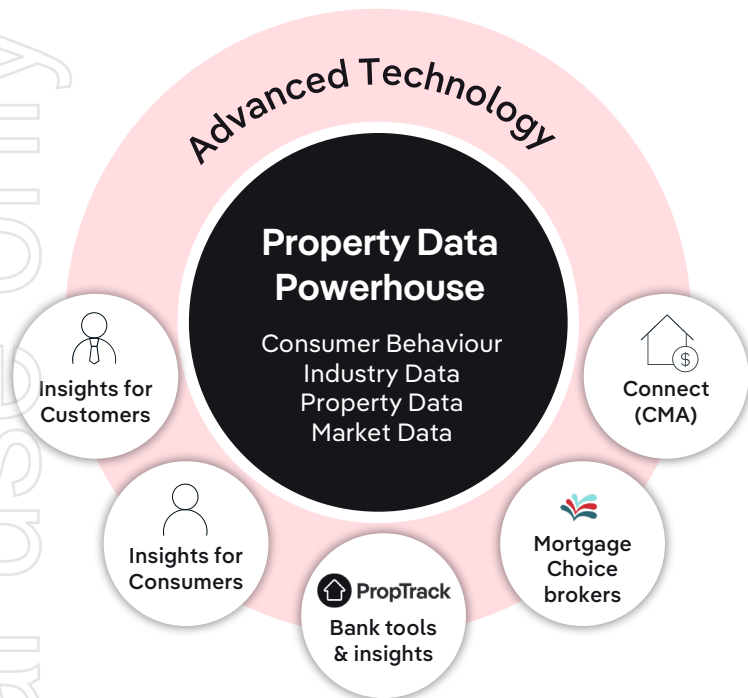 Advanced Technology
Property Data
Powerhouse
Consumer Behaviour
Industry Data
Property Data
Market Data
Insights for
Customers
Insights for
Consumers
PropTrack
Bank tools
& insights
Mortgage
Choice
brokers
$
Connect
(CMA)